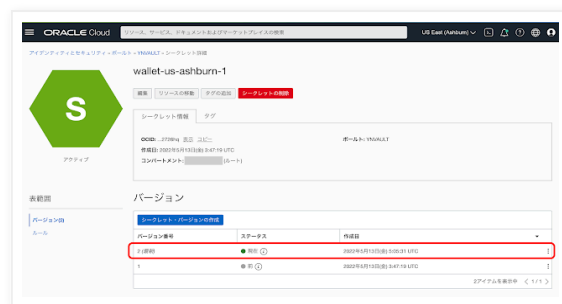 ORACLE Cloud
リソース、サービス、ドキュメントおよびマーケットプレイスの検索
US East (Ashburn)
アイデンティティとセキュリティ » ボールト » YNVAULT » シークレット詳細
S
アクティブ
wallet-us-ashburn-1
編集 リソースの移動 タグの追加 シークレットの削除
シークレット情報 タグ
OCID: 表示 コピー
ボールト: YNVAULT
作成日: 2022年5月13日(金) 3:47:19 UTC
コンパートメント: (ルート)
表範囲
バージョン(2)
ルール
バージョン
シークレット・バージョンの作成
バージョン番号 ステータス 作成日
2 (最新) 現在 2022年5月13日(金) 5:05:31 UTC
1 前 2022年5月13日(金) 3:47:19 UTC
2アイテムを表示中 1 / 1